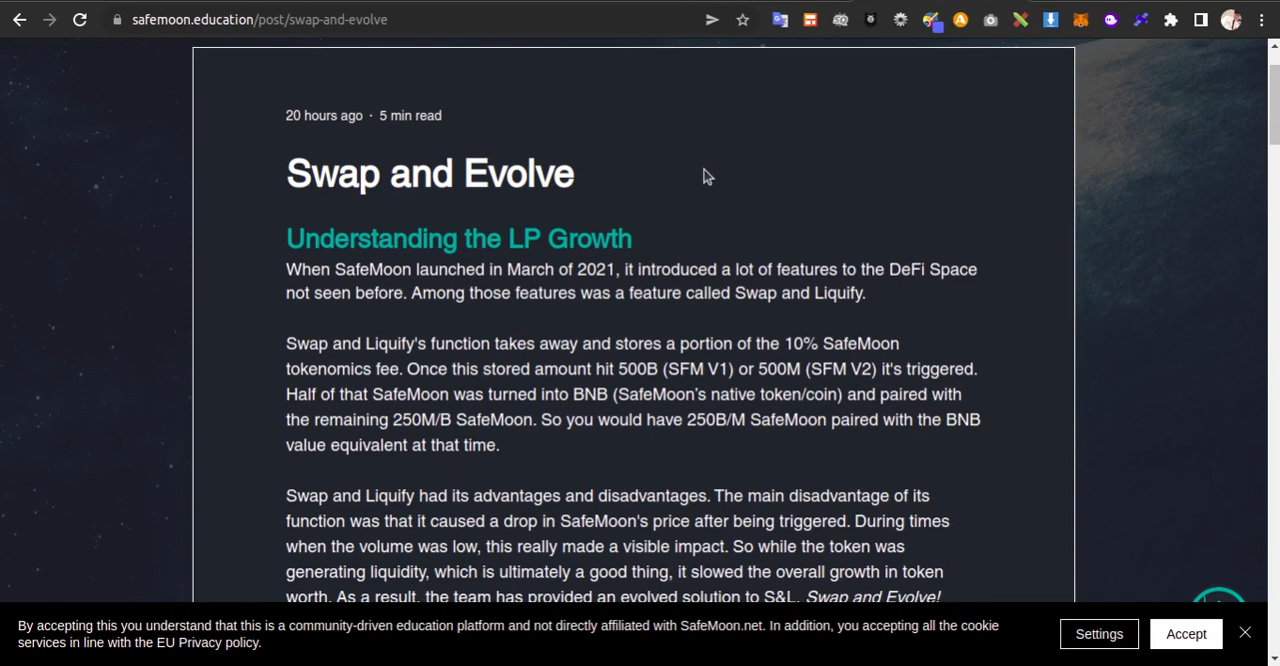 safemoon.education/post/swap-and-evolve
20 hours ago · 5 min read
Swap and Evolve
Understanding the LP Growth
When SafeMoon launched in March of 2021, it introduced a lot of features to the DeFi Space
not seen before. Among those features was a feature called Swap and Liquify.
Swap and Liquify's function takes away and stores a portion of the 10% SafeMoon
tokenomics fee. Once this stored amount hit 500B (SFM V1) or 500M (SFM V2) it's triggered.
Half of that SafeMoon was turned into BNB (SafeMoon’s native token/coin) and paired with
the remaining 250M/B SafeMoon. So you would have 250B/M SafeMoon paired with the BNB
value equivalent at that time.
Swap and Liquify had its advantages and disadvantages. The main disadvantage of its
function was that it caused a drop in SafeMoon's price after being triggered. During times
when the volume was low, this really made a visible impact. So while the token was
generating liquidity, which is ultimately a good thing, it slowed the overall growth in token
worth. As a result, the team has provided an evolved solution to S&L. Swap and Evolve!
By accepting this you understand that this is a community-driven education platform and not directly affiliated with SafeMoon.net. In addition, you accepting all the cookie
services in line with the EU Privacy policy.
Settings
Accept